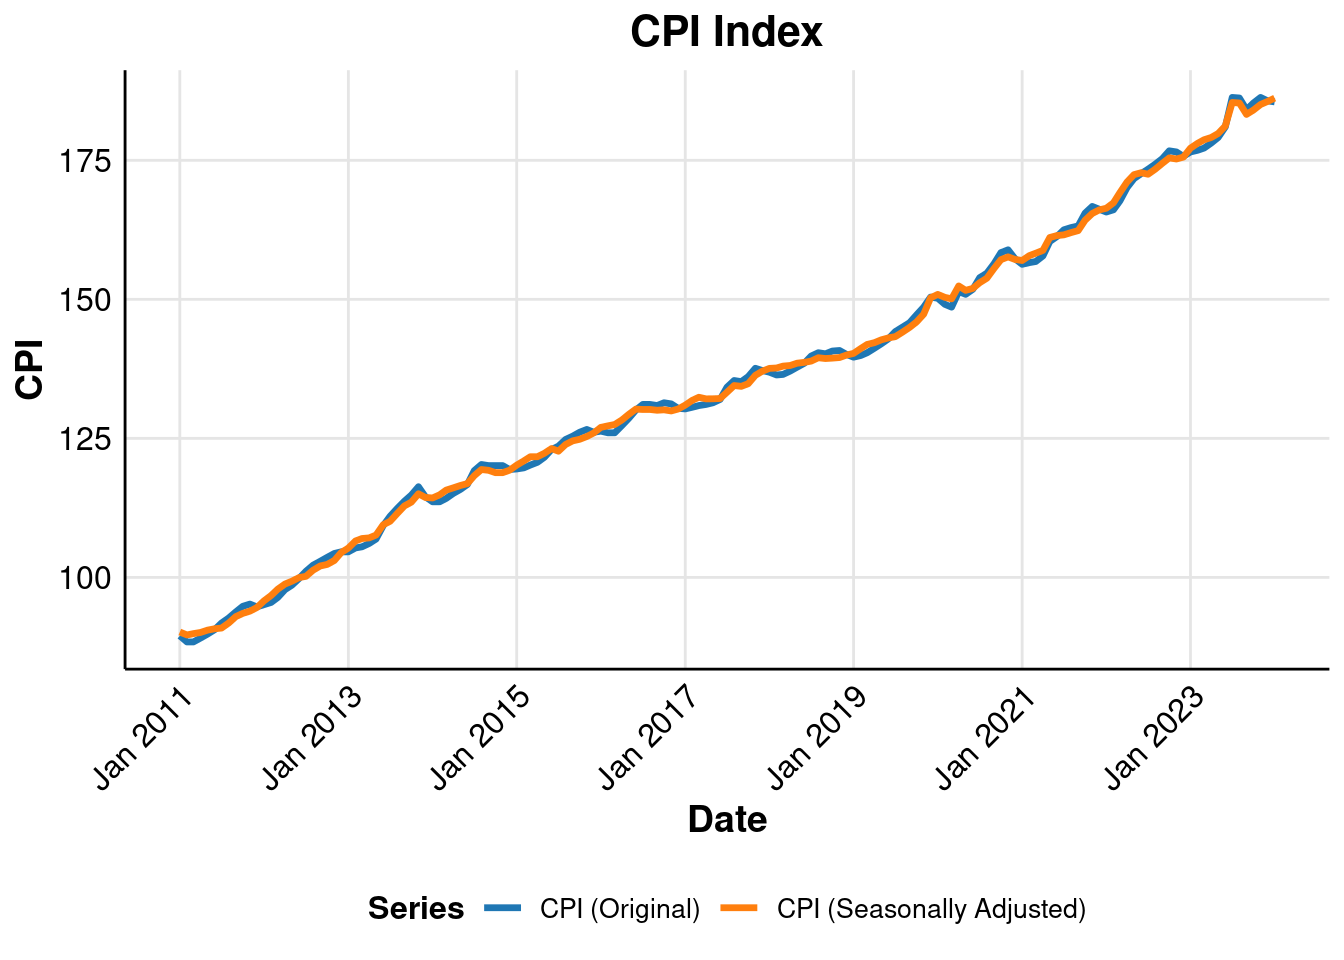 CPI Index
CPI
175
150
125
100
Jan 2011
Jan 2013
Jan 2015
Jan 2017
Jan 2019
Jan 2021
Jan 2023
Date
Series CPI (Original) CPI (Seasonally Adjusted)